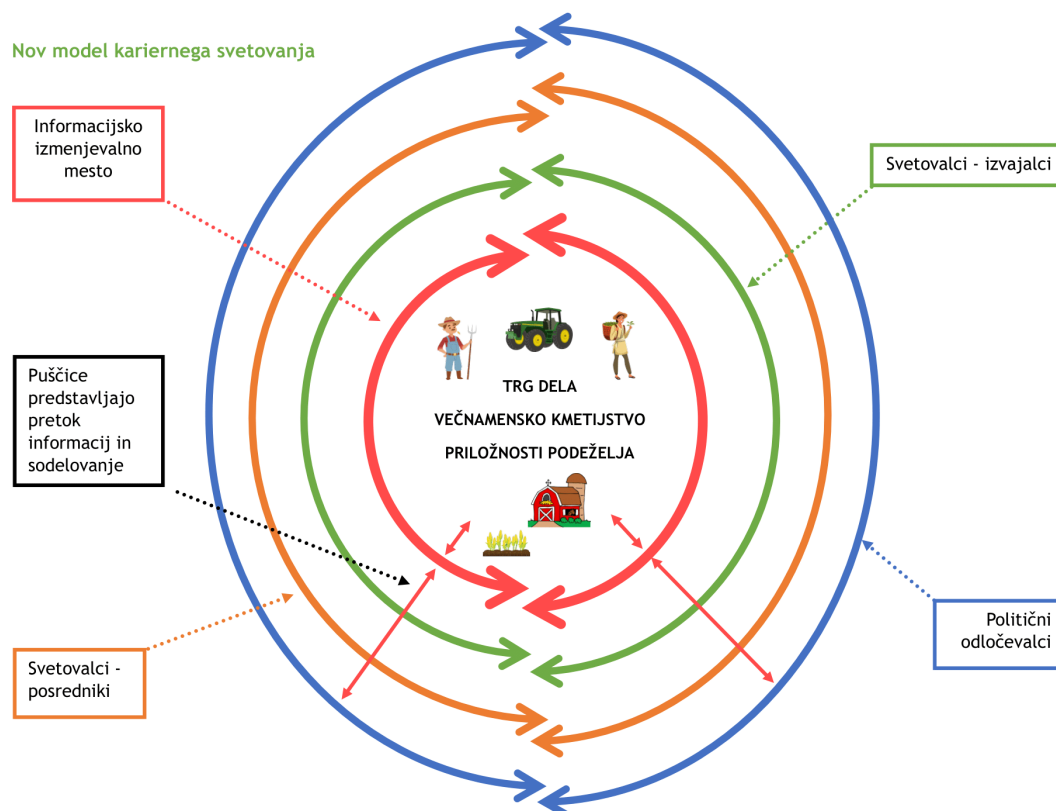 Nov model kariernega svetovanja
Informacijsko
izmenjevalno
mesto
Svetovalci - izvajalci
Puščice
predstavljajo
pretok
informacij in
sodelovanje
TRG DELA
VEČNAMENSKO KMETIJSTVO
PRILOŽNOSTI PODEŽELJA
Svetovalci -
posredniki
Politični
odločevalci